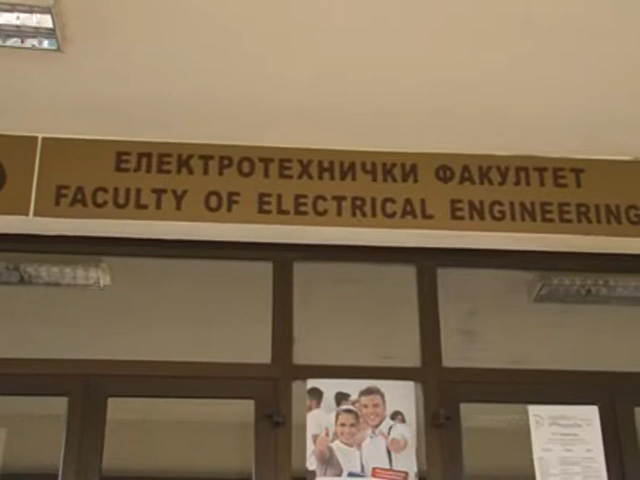 ЕЛЕКТРОТЕХНИЧКИ ФАКУЛТЕТ
FACULTY OF ELECTRICAL ENGINEERING